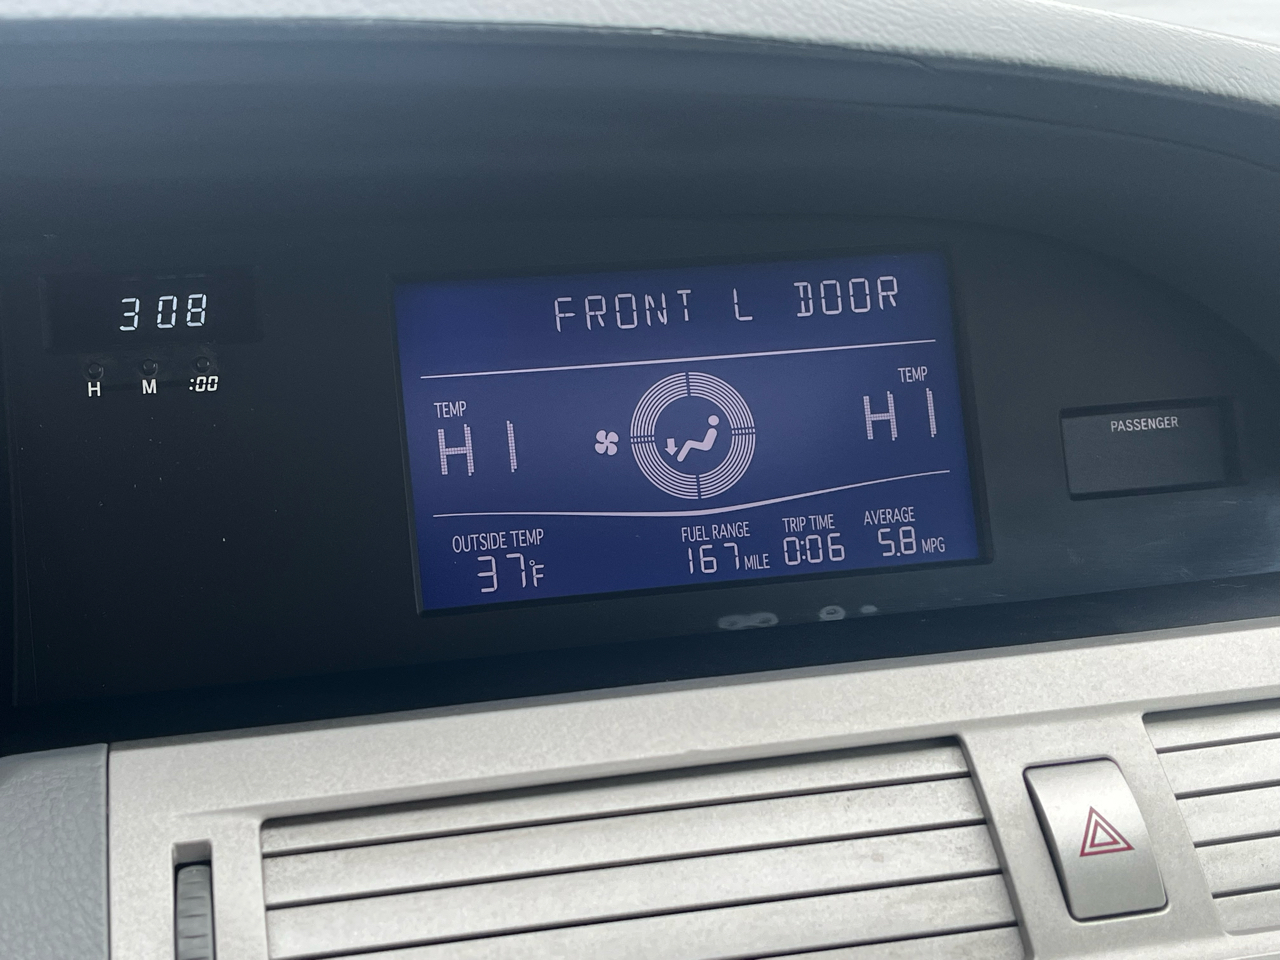 308
H M :00
FRONT L DOOR
TEMP
HI
TEMP
HI
PASSENGER
OUTSIDE TEMP
37°F
FUEL RANGE
167 MILE
TRIP TIME
0:06
AVERAGE
5.8 MPG